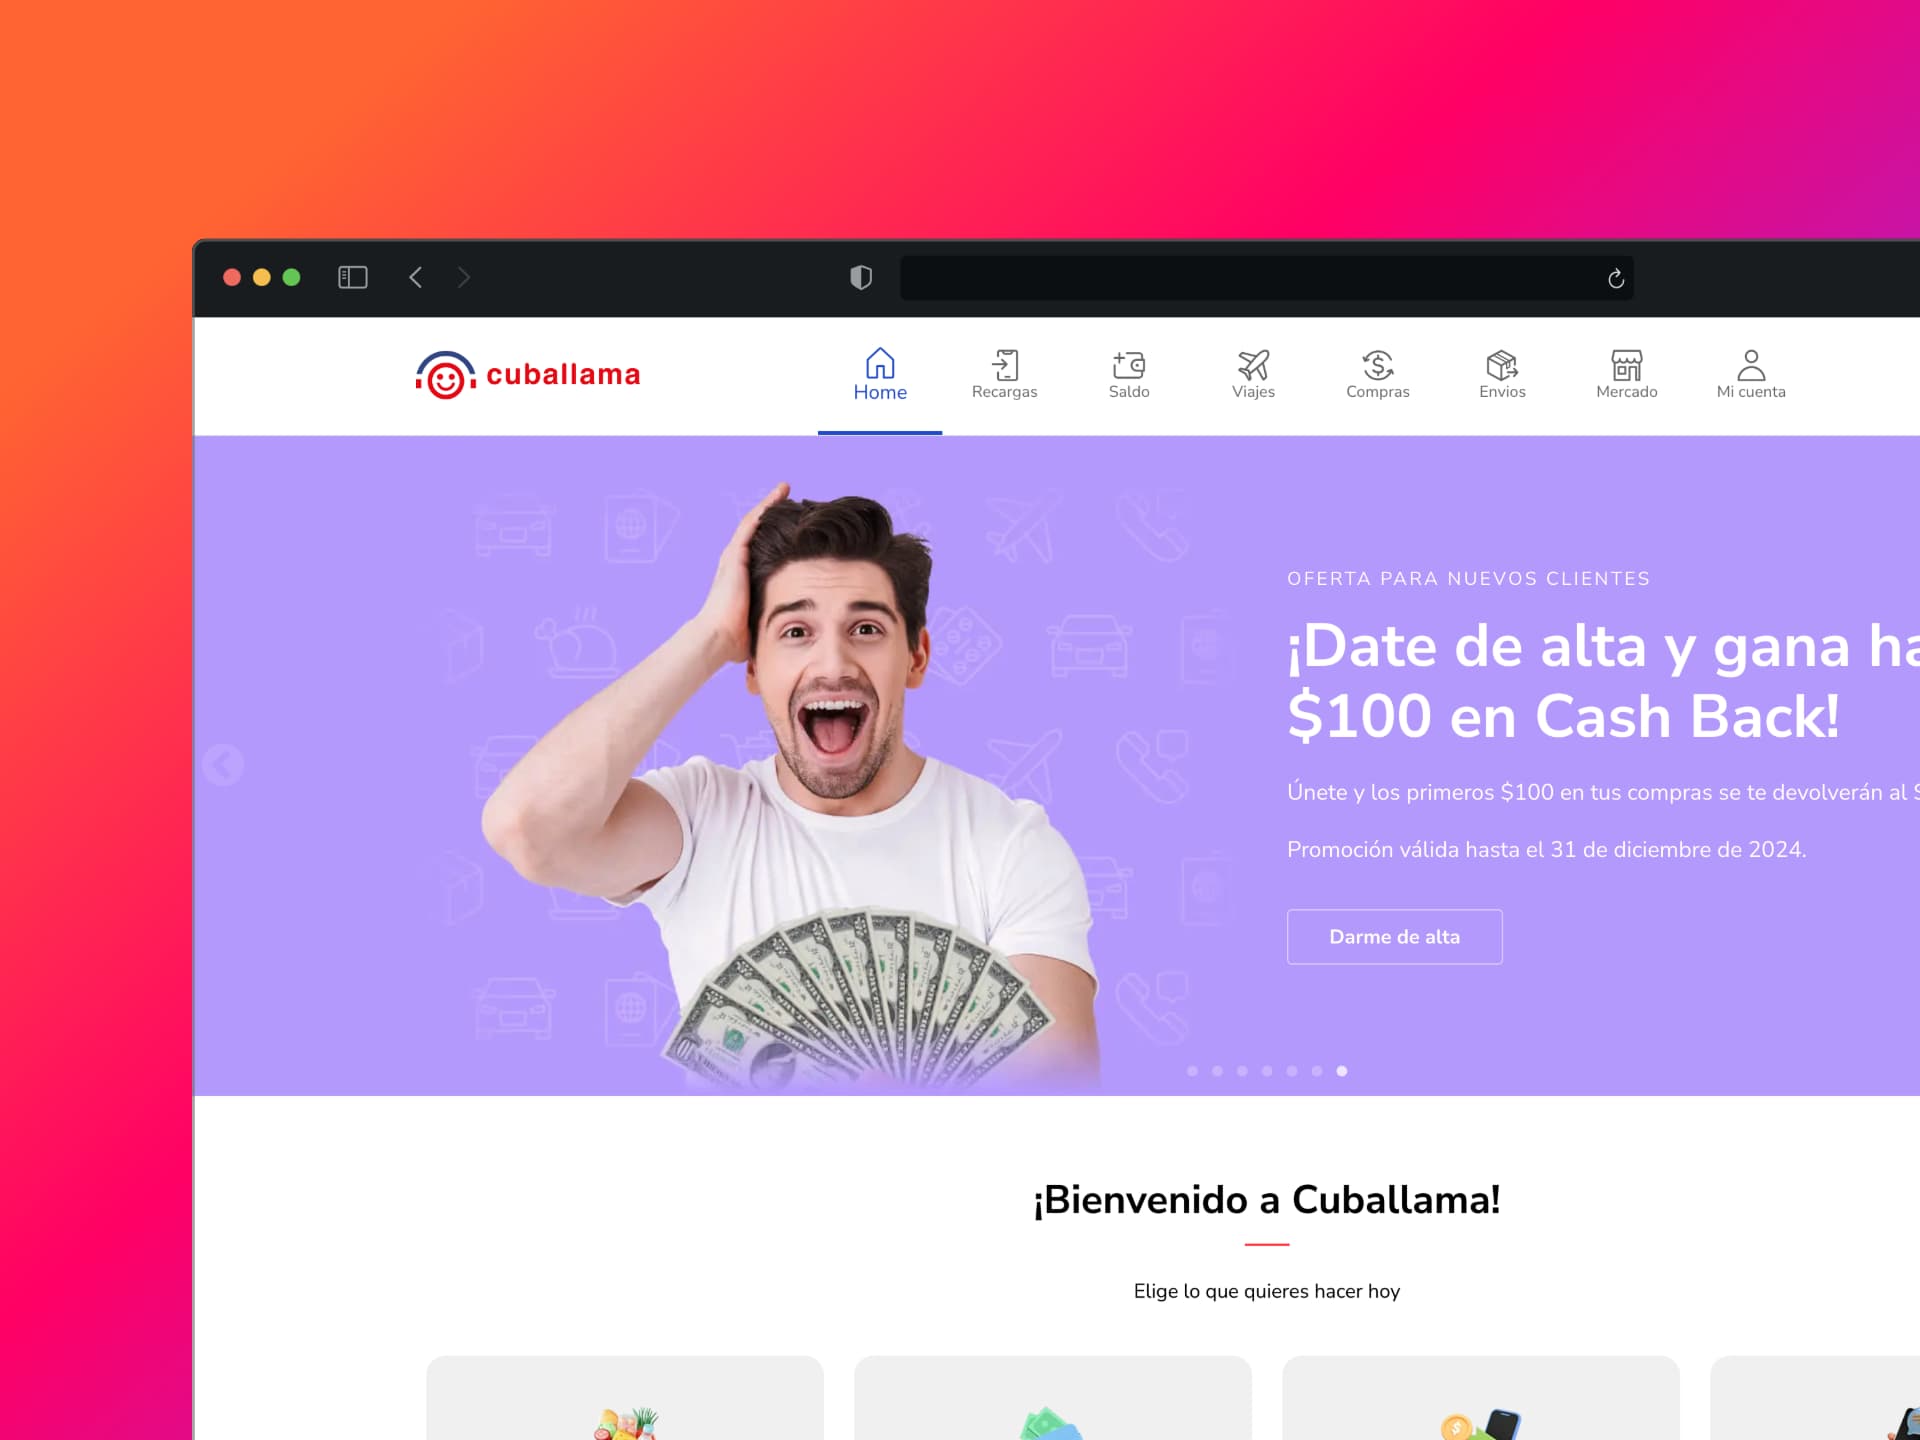 cuballama
Home
Recargas
Saldo
Viajes
Compras
Envios
Mercado
Mi cuenta
OFERTA PARA NUEVOS CLIENTES
¡Date de alta y gana ha
$100 en Cash Back!
Únete y los primeros $100 en tus compras se te devolverán al
Promoción válida hasta el 31 de diciembre de 2024.
Darme de alta
¡Bienvenido a Cuballama!
Elige lo que quieres hacer hoy